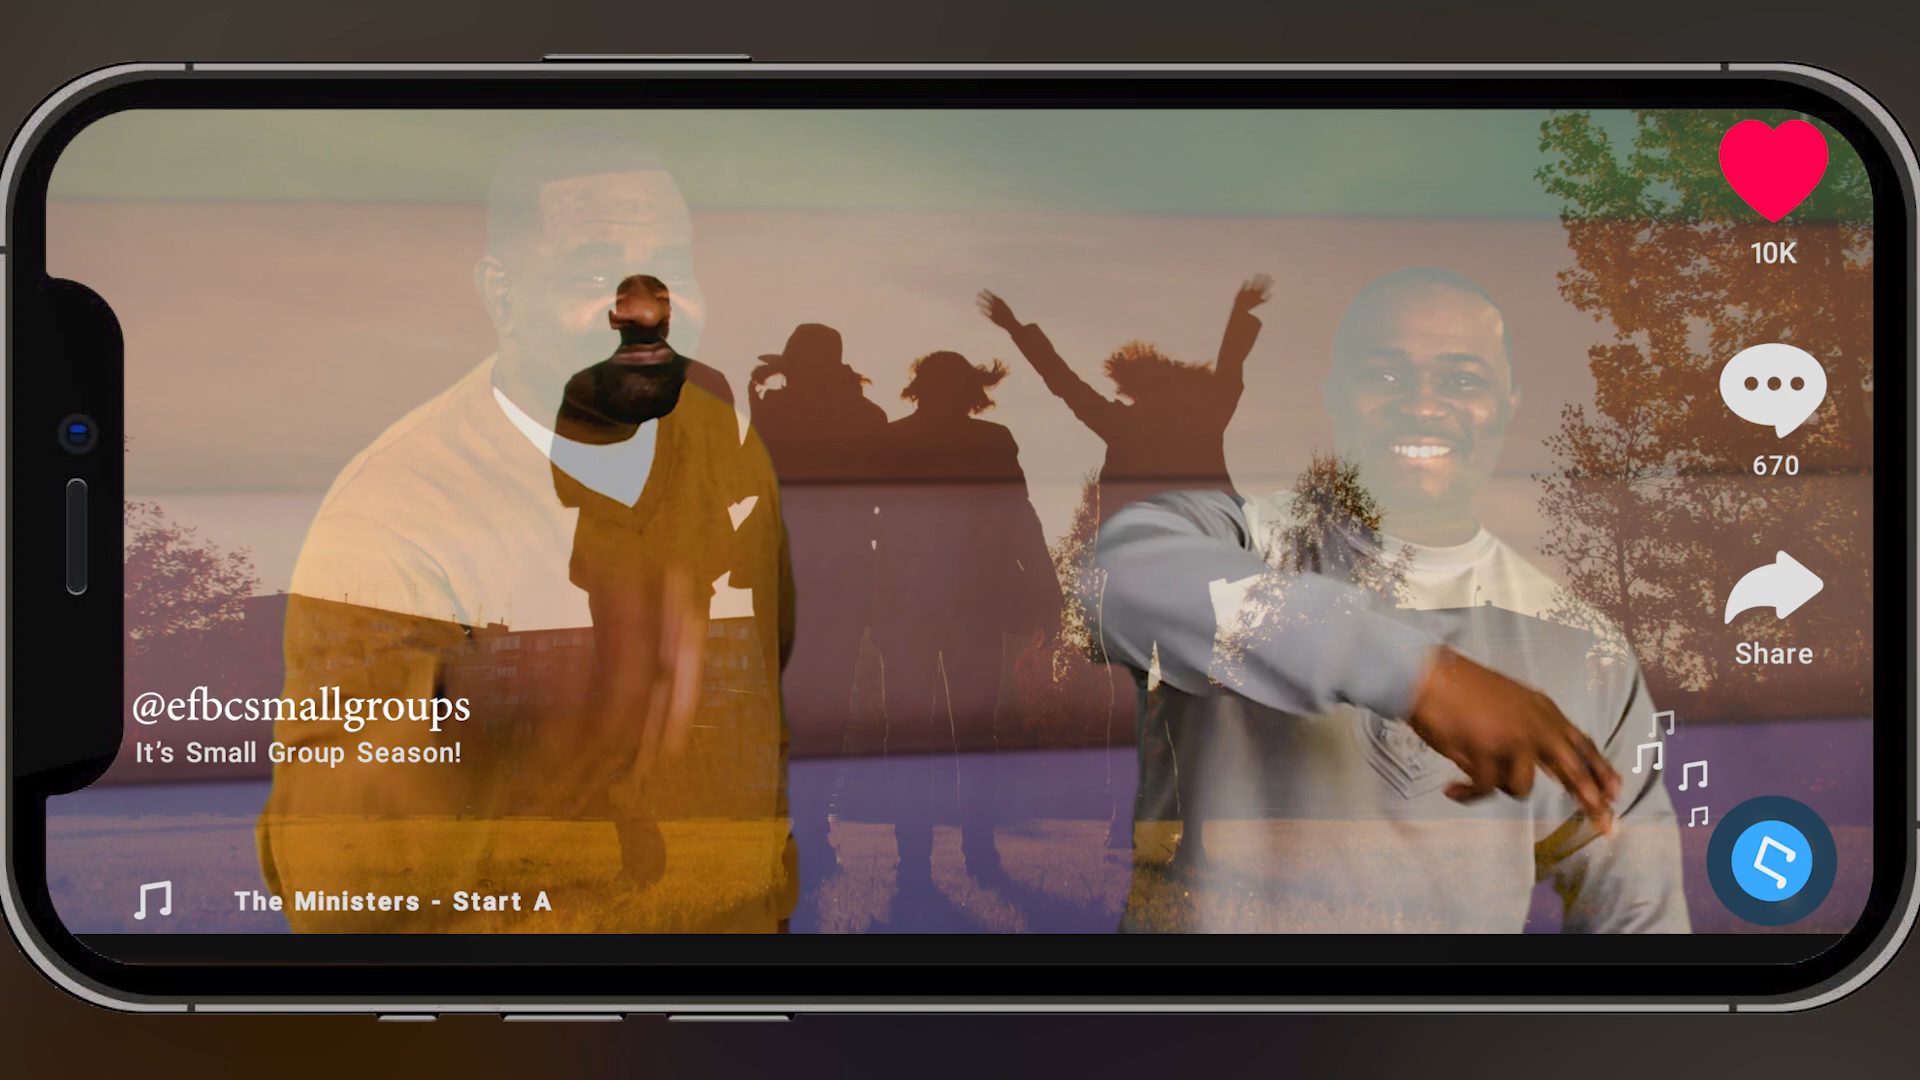 10K
670
Share
@efbcsmallgroups
It's Small Group Season!
The Ministers - Start A